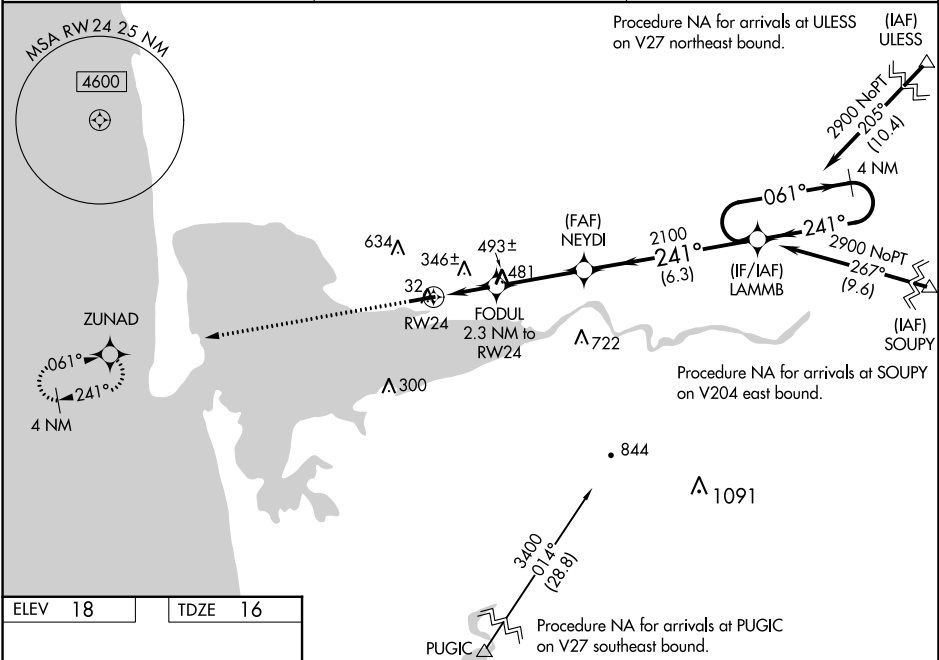 MSA RW 24 25 NM
4600
Procedure NA for arrivals at ULESS
on V27 northeast bound.
(IAF)
ULESS
2900 NoPT
205°
(10.4)
4 NM
061°
241°
(FAF)
NEYDI
2100
241°
(6.3)
(IF/IAF)
LAMMB
2900 NoPT
267°
(9.6)
(IAF)
SOUPY
634
346±
493±
481
32
RW24
FODUL
2.3 NM to
RW24
ZUNAD
061°
241°
4 NM
722
300
Procedure NA for arrivals at SOUPY
on V204 east bound.
844
1091
3400
014°
(28.8)
PUGIC
Procedure NA for arrivals at PUGIC
on V27 southeast bound.
ELEV 18
TDZE 16